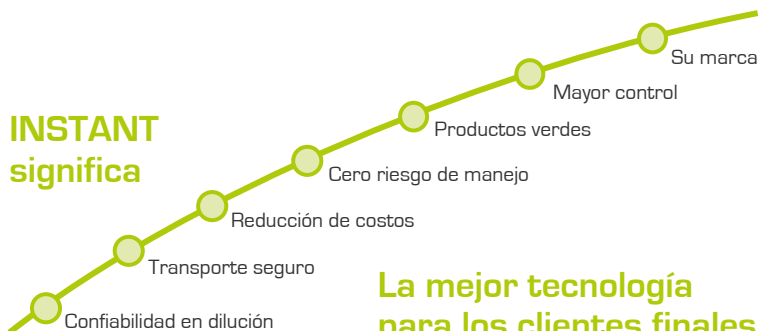 Su marca
Mayor control
INSTANT
significa
Productos verdes
Cero riesgo de manejo
Reducción de costos
Transporte seguro
La mejor tecnología
para los clientes finales
Confiabilidad en dilución